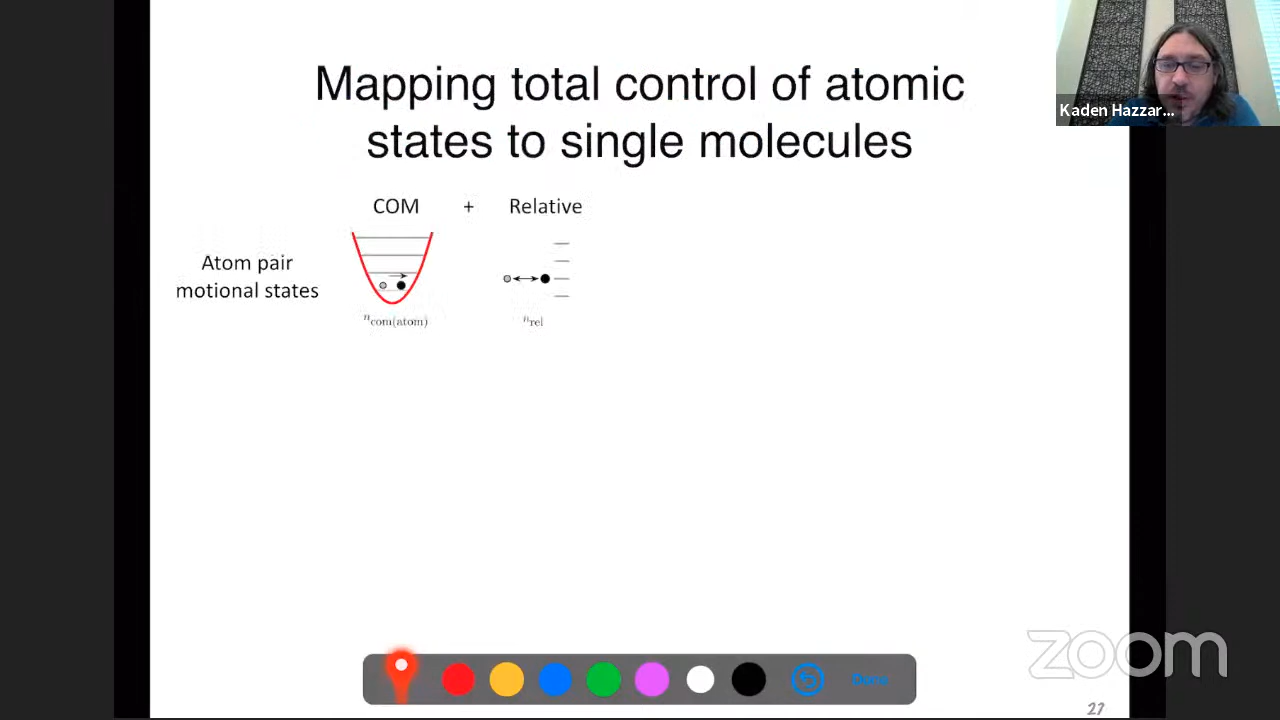 Mapping total control of atomic
states to single molecules
Kaden Hazzar...
COM + Relative
Atom pair
motional states
n_com(atom) n_rel
Done
zoom
27